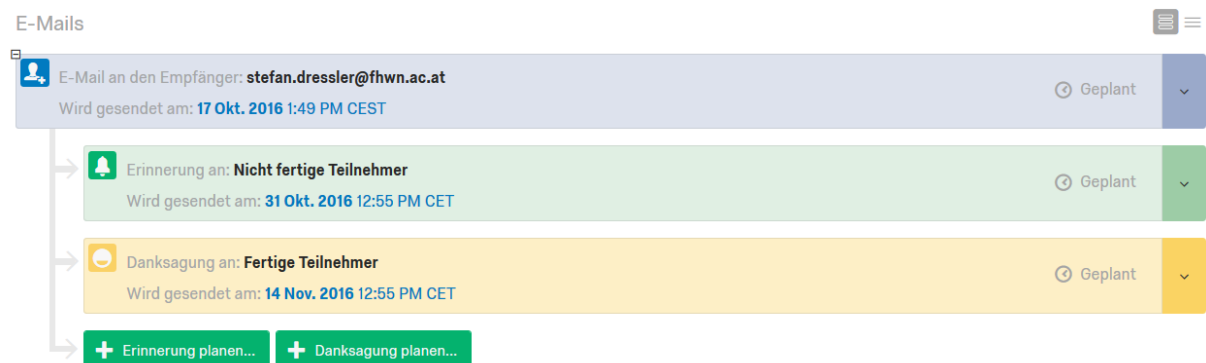 E-Mails
E-Mail an den Empfänger: stefan.dressler@fhwn.ac.at
Wird gesendet am: 17 Okt. 2016 1:49 PM CEST
Geplant
Erinnerung an: Nicht fertige Teilnehmer
Wird gesendet am: 31 Okt. 2016 12:55 PM CET
Geplant
Danksagung an: Fertige Teilnehmer
Wird gesendet am: 14 Nov. 2016 12:55 PM CET
Geplant
Erinnerung planen... Danksagung planen...